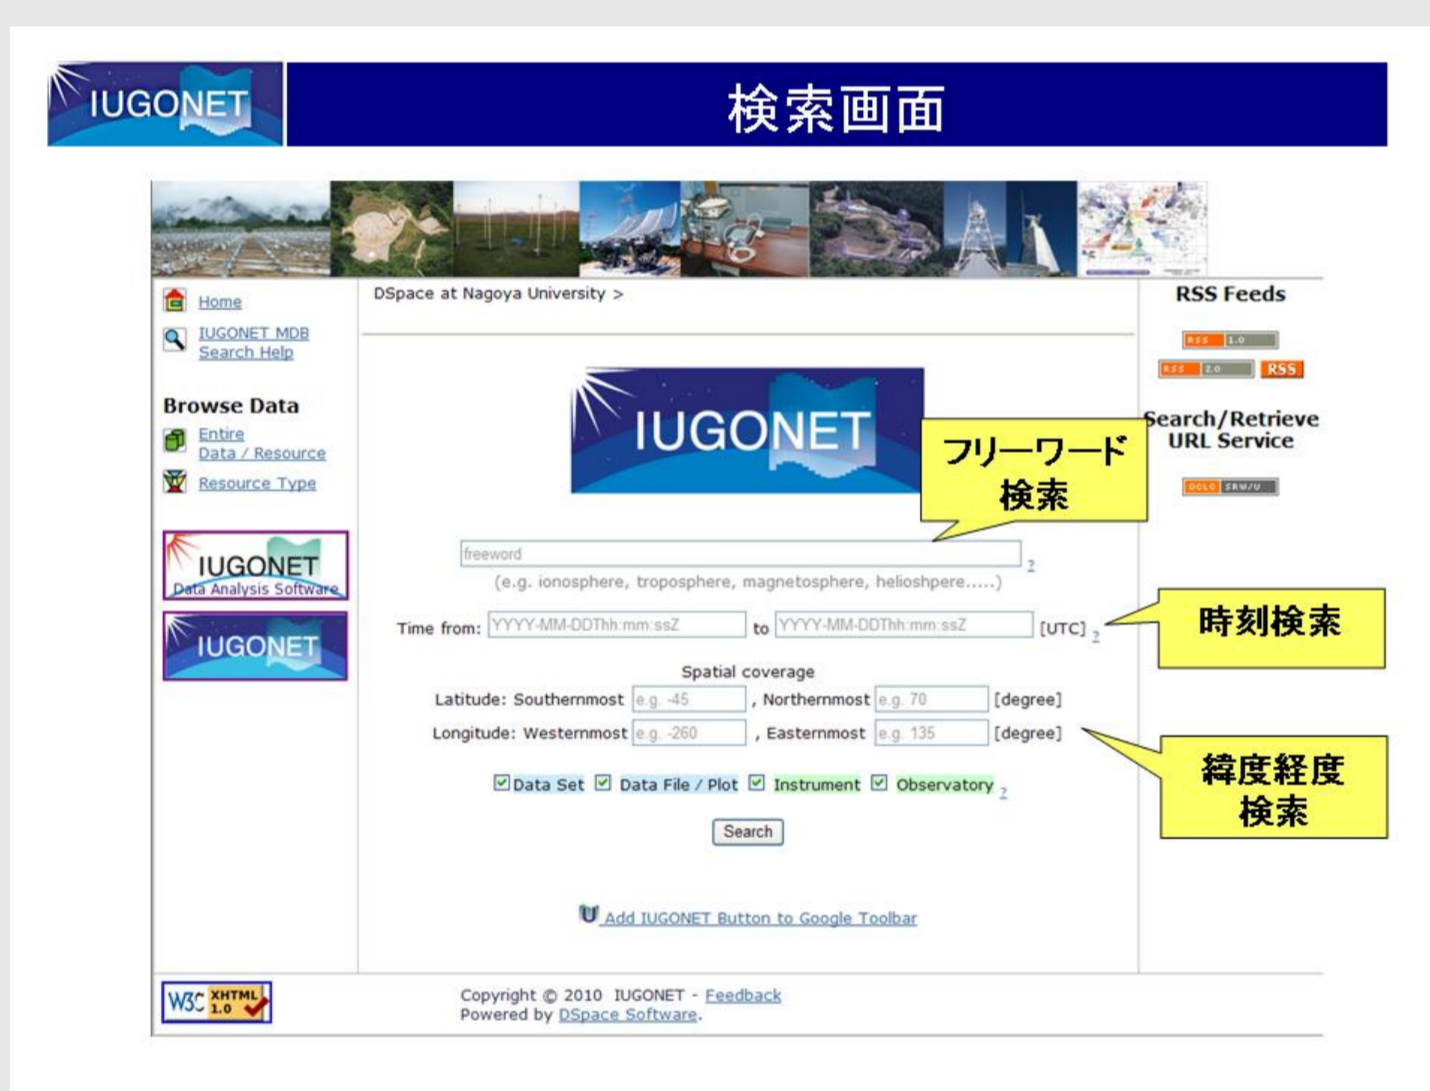 IUGONET
検索画面
Home
IUGONET MDB
Search Help
Browse Data
Entire
Data / Resource
Resource Type
IUGONET
Data Analysis Software
IUGONET
DSpace at Nagoya University >
IUGONET
フリーワード
検索
freeword
?
(e.g. ionosphere, troposphere, magnetosphere, helioshpere.....)
Time from: YYYY-MM-DDThh:mm:ssZ to YYYY-MM-DDThh:mm:ssZ [UTC] ?
時刻検索
Spatial coverage
Latitude: Southernmost e.g. -45 , Northernmost e.g. 70 [degree]
Longitude: Westernmost e.g. -260 , Easternmost e.g. 135 [degree]
緯度経度
検索
Data Set Data File / Plot Instrument Observatory ?
Search
Add IUGONET Button to Google Toolbar
RSS Feeds
RSS 1.0
RSS 2.0 RSS
Search/Retrieve
URL Service
OCLC SRW/U
W3C XHTML
1.0
Copyright © 2010 IUGONET - Feedback
Powered by DSpace Software.